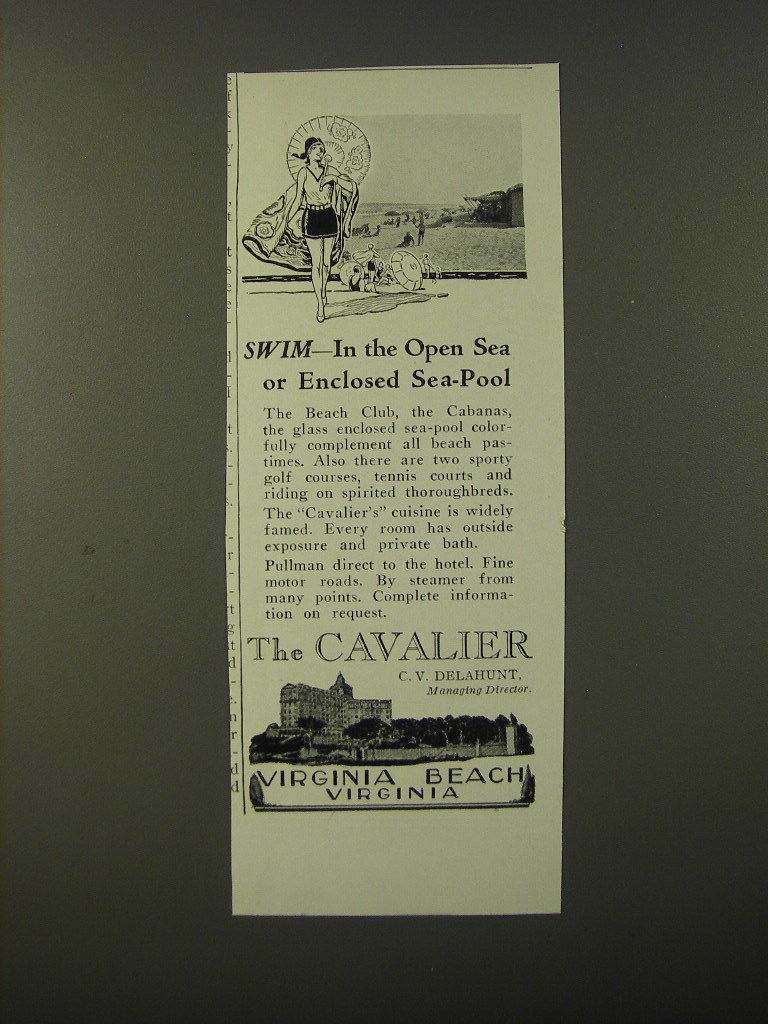 SWIM—In the Open Sea
or Enclosed Sea-Pool
The Beach Club, the Cabanas,
the glass enclosed sea-pool color-
fully complement all beach pas-
times. Also there are two sporty
golf courses, tennis courts and
riding on spirited thoroughbreds.
The "Cavalier's" cuisine is widely
famed. Every room has outside
exposure and private bath.
Pullman direct to the hotel. Fine
motor roads. By steamer from
many points. Complete informa-
tion on request.
The CAVALIER
C. V. DELAHUNT,
Managing Director.
VIRGINIA BEACH
VIRGINIA